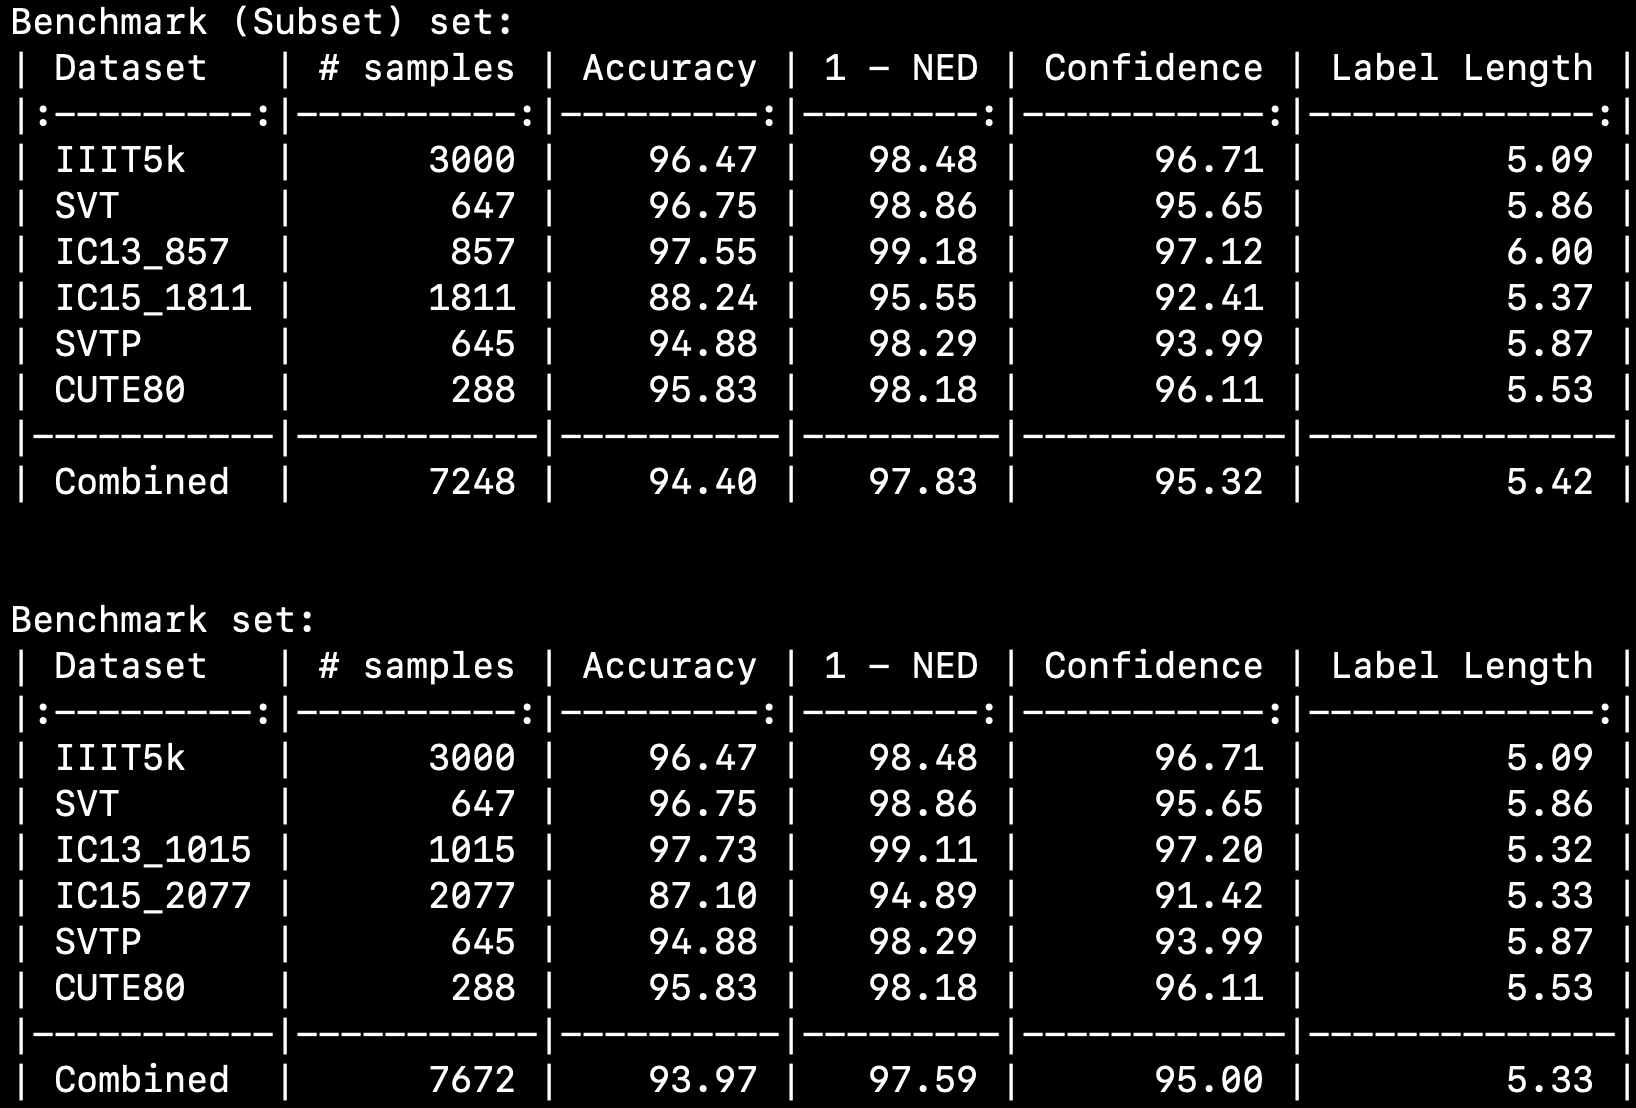 Benchmark (Subset) set:
| Dataset   | # samples | Accuracy | 1 - NED | Confidence | Label Length |
|:---------:|----------:|---------:|--------:|-----------:|-------------:|
| IIIT5k    |      3000 |    96.47 |   98.48 |      96.71 |         5.09 |
| SVT       |       647 |    96.75 |   98.86 |      95.65 |         5.86 |
| IC13_857  |       857 |    97.55 |   99.18 |      97.12 |         6.00 |
| IC15_1811 |      1811 |    88.24 |   95.55 |      92.41 |         5.37 |
| SVTP      |       645 |    94.88 |   98.29 |      93.99 |         5.87 |
| CUTE80    |       288 |    95.83 |   98.18 |      96.11 |         5.53 |
|-----------|-----------|----------|---------|------------|--------------|
| Combined  |      7248 |    94.40 |   97.83 |      95.32 |         5.42 |
Benchmark set:
| Dataset   | # samples | Accuracy | 1 - NED | Confidence | Label Length |
|:---------:|----------:|---------:|--------:|-----------:|-------------:|
| IIIT5k    |      3000 |    96.47 |   98.48 |      96.71 |         5.09 |
| SVT       |       647 |    96.75 |   98.86 |      95.65 |         5.86 |
| IC13_1015 |      1015 |    97.73 |   99.11 |      97.20 |         5.32 |
| IC15_2077 |      2077 |    87.10 |   94.89 |      91.42 |         5.33 |
| SVTP      |       645 |    94.88 |   98.29 |      93.99 |         5.87 |
| CUTE80    |       288 |    95.83 |   98.18 |      96.11 |         5.53 |
|-----------|-----------|----------|---------|------------|--------------|
| Combined  |      7672 |    93.97 |   97.59 |      95.00 |         5.33 |